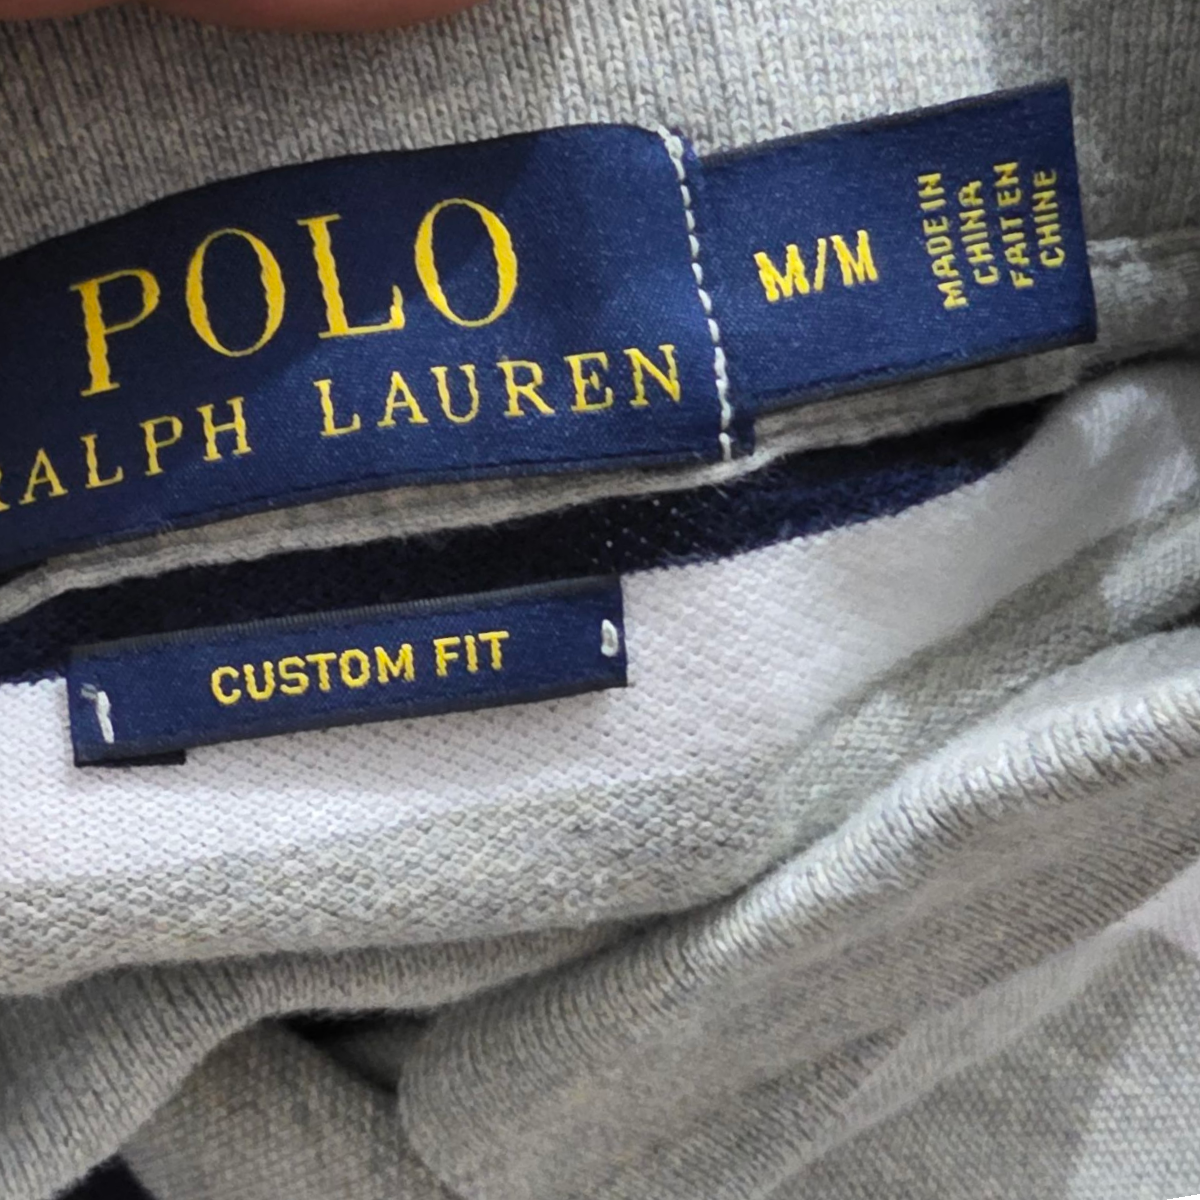 POLO
RALPH LAUREN
M/M
MADE IN
CHINA
FAIT EN
CHINE
CUSTOM FIT